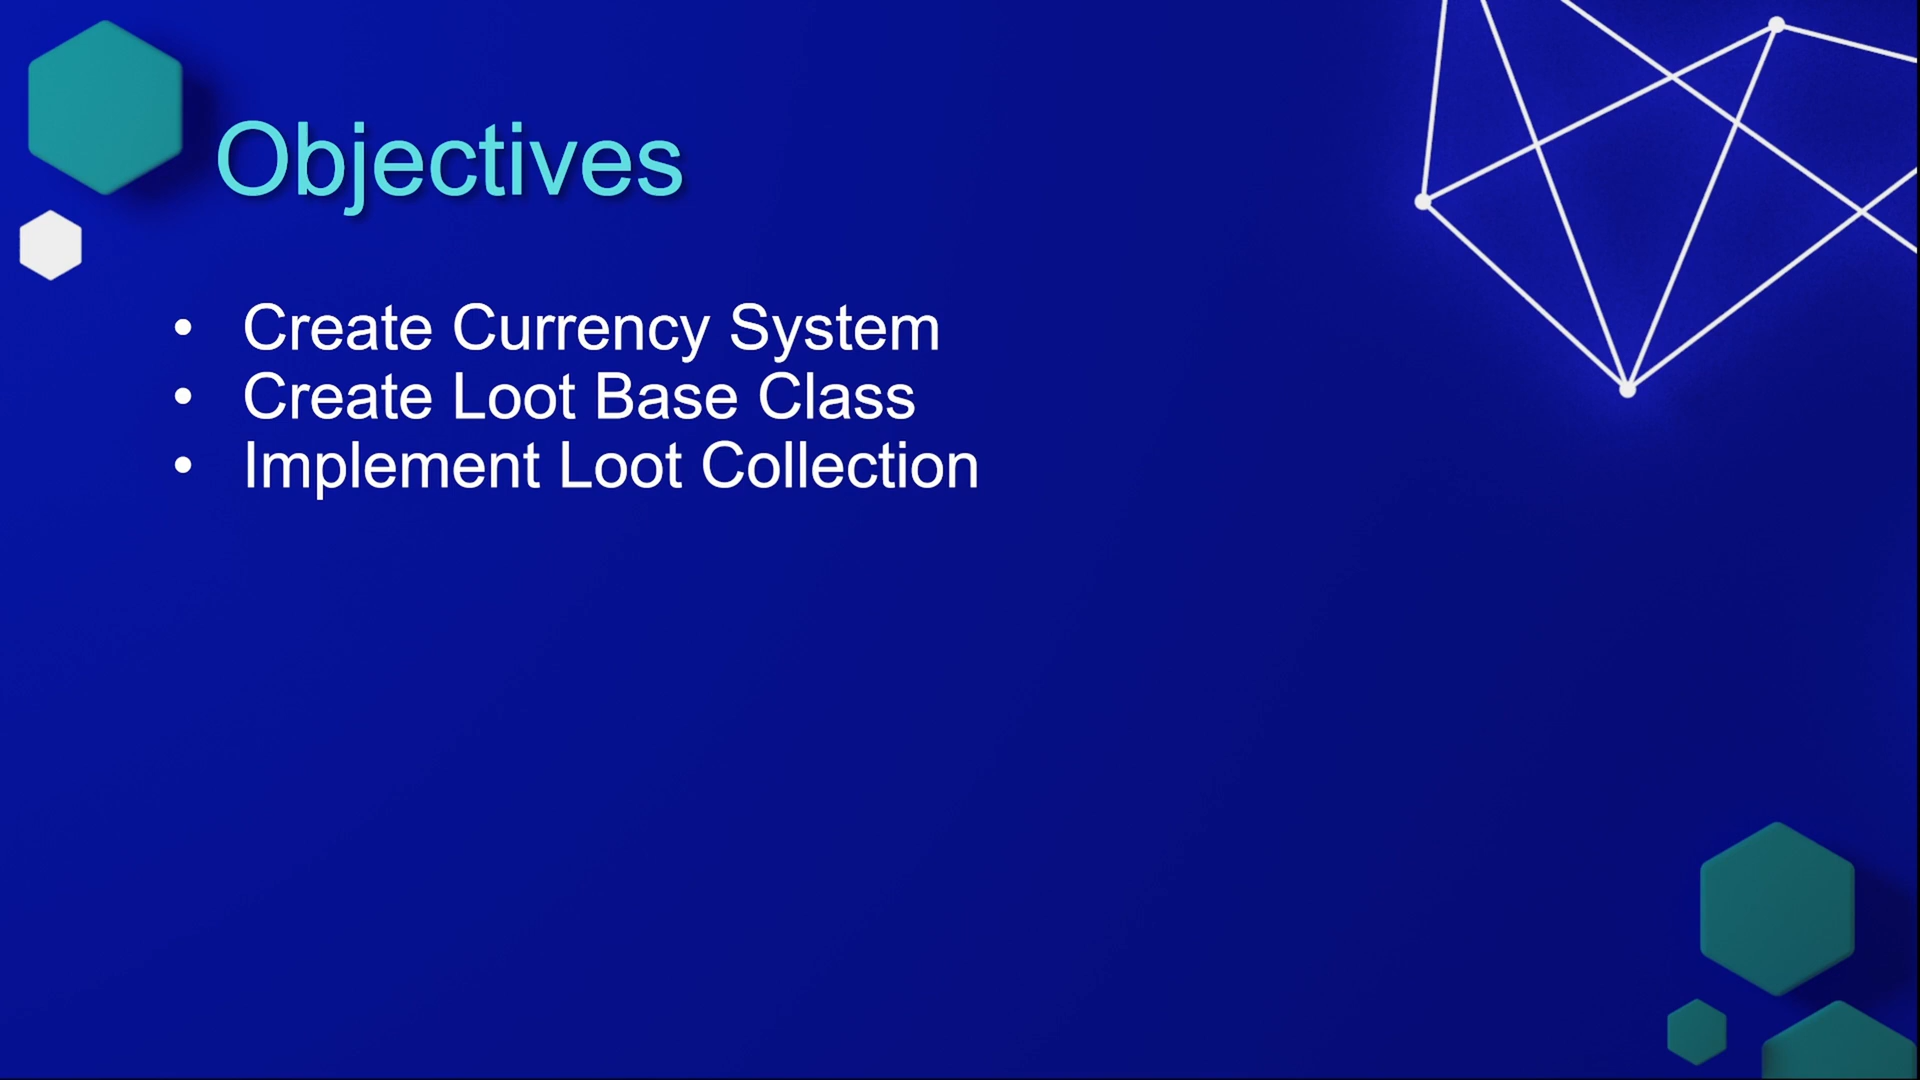 Objectives
• Create Currency System
• Create Loot Base Class
• Implement Loot Collection